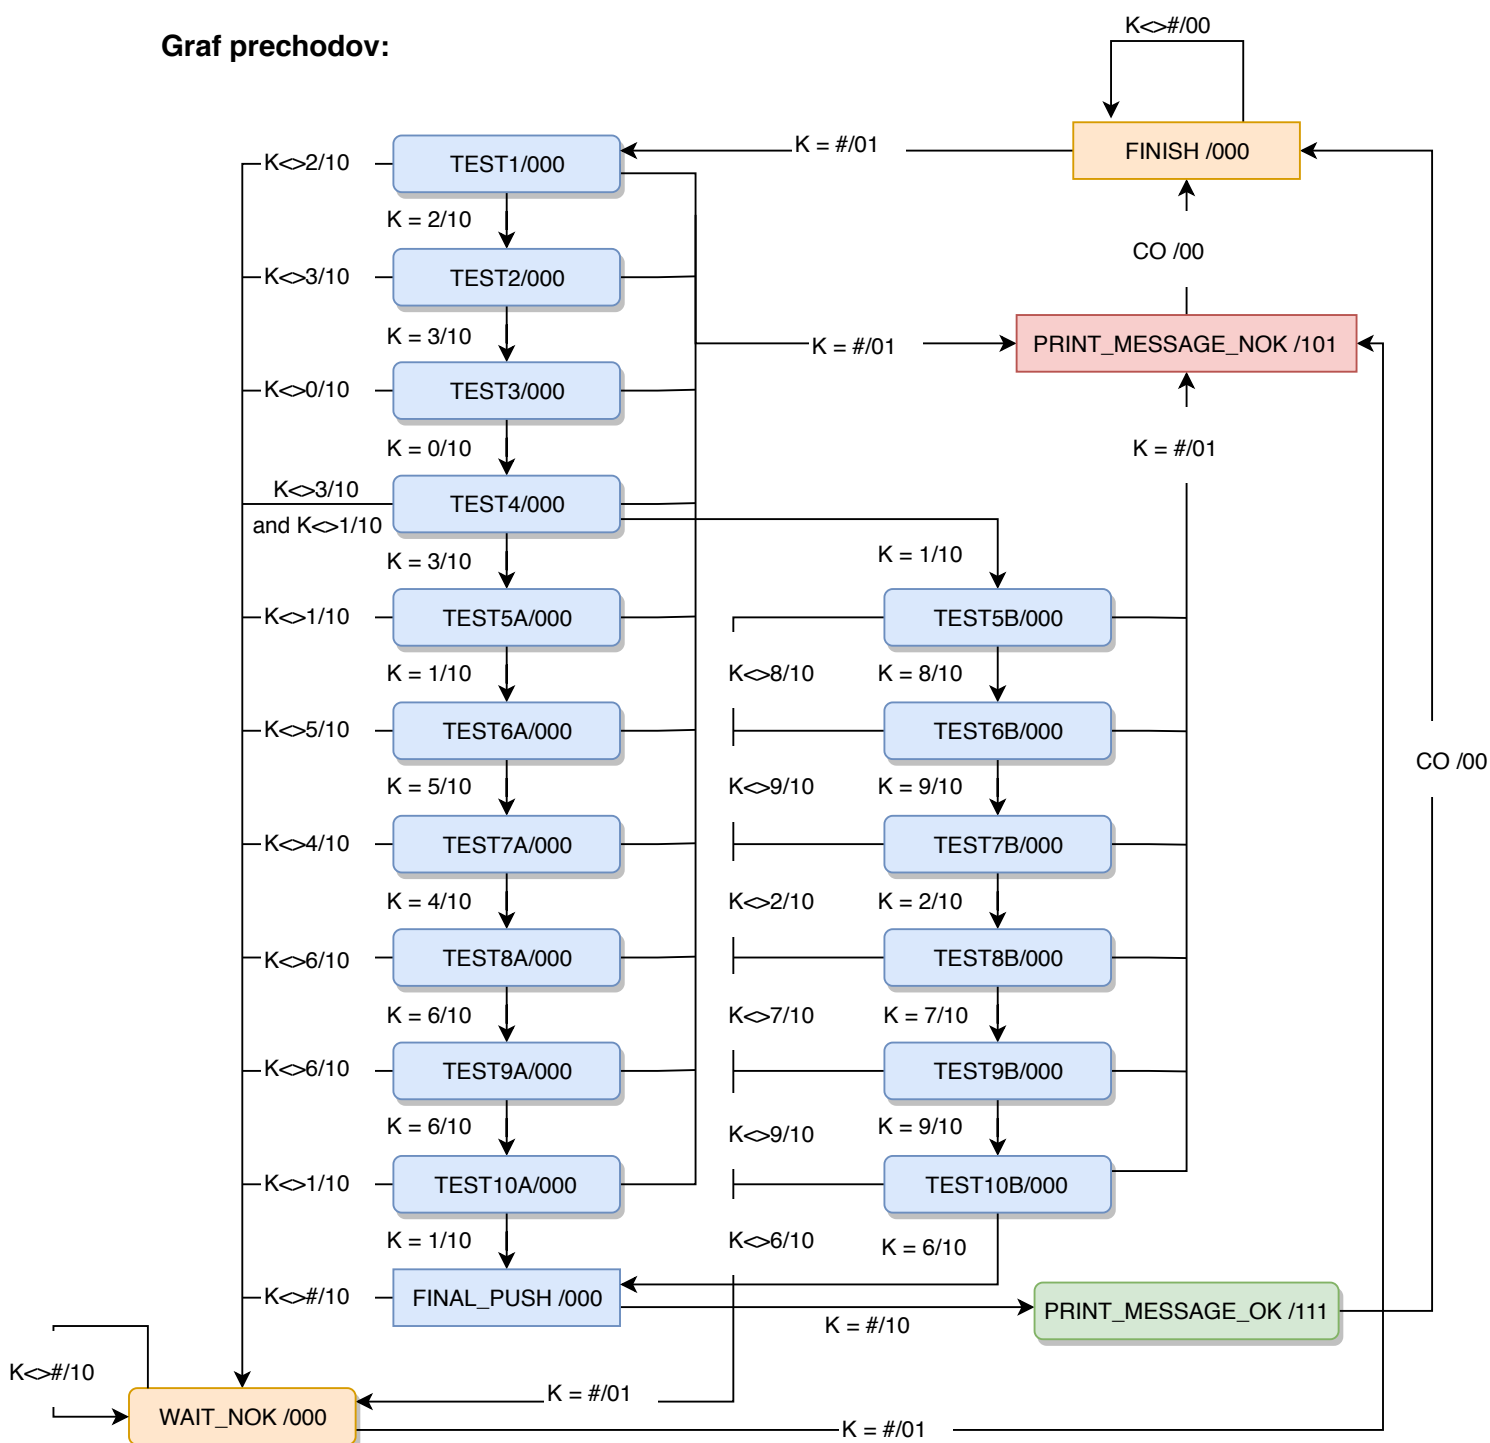 K<>#/00
Graf prechodov:
K = #/01
FINISH /000
K<>2/10
TEST1/000
K = 2/10
CO /00
K<>3/10
TEST2/000
K = 3/10
K = #/01
PRINT_MESSAGE_NOK /101
K<>0/10
TEST3/000
K = 0/10
K = #/01
K<>3/10
and K<>1/10
TEST4/000
K = 3/10
K = 1/10
K<>1/10
TEST5A/000
TEST5B/000
K = 1/10
K<>8/10
K = 8/10
K<>5/10
TEST6A/000
TEST6B/000
CO /00
K = 5/10
K<>9/10
K = 9/10
K<>4/10
TEST7A/000
TEST7B/000
K = 4/10
K<>2/10
K = 2/10
K<>6/10
TEST8A/000
TEST8B/000
K = 6/10
K<>7/10
K = 7/10
K<>6/10
TEST9A/000
TEST9B/000
K = 6/10
K<>9/10
K = 9/10
K<>1/10
TEST10A/000
TEST10B/000
K = 1/10
K<>6/10
K = 6/10
K<>#/10
FINAL_PUSH /000
K = #/10
PRINT_MESSAGE_OK /111
K<>#/10
K = #/01
WAIT_NOK /000
K = #/01